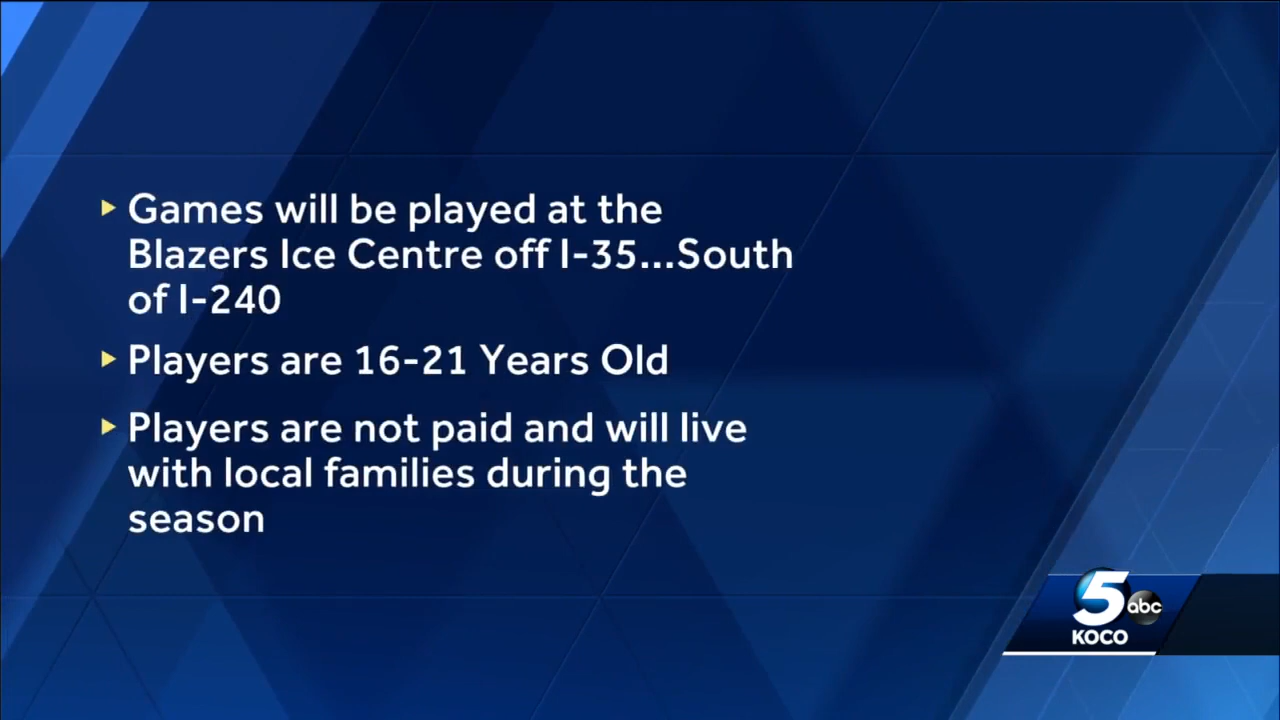 Games will be played at the
Blazers Ice Centre off I-35...South
of I-240
Players are 16-21 Years Old
Players are not paid and will live
with local families during the
season
5 abc
KOCO